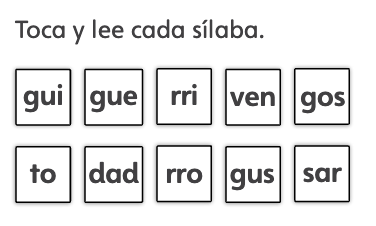 Toca y lee cada sílaba.
gui gue rri ven gos
to dad rro gus sar